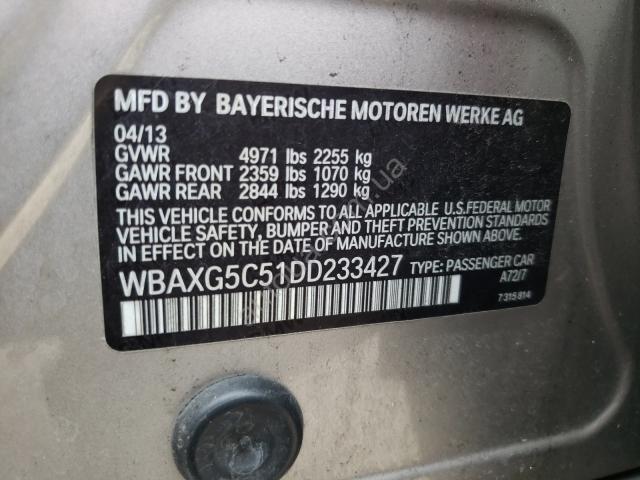 MFD BY BAYERISCHE MOTOREN WERKE AG
04/13
GVWR 4971 lbs 2255 kg
GAWR FRONT 2359 lbs 1070 kg
GAWR REAR 2844 lbs 1290 kg
THIS VEHICLE CONFORMS TO ALL APPLICABLE U.S.FEDERAL MOTOR
VEHICLE SAFETY, BUMPER AND THEFT PREVENTION STANDARDS
IN EFFECT ON THE DATE OF MANUFACTURE SHOWN ABOVE.
WBAXG5C51DD233427 TYPE: PASSENGER CAR
A72/7
7 315 814